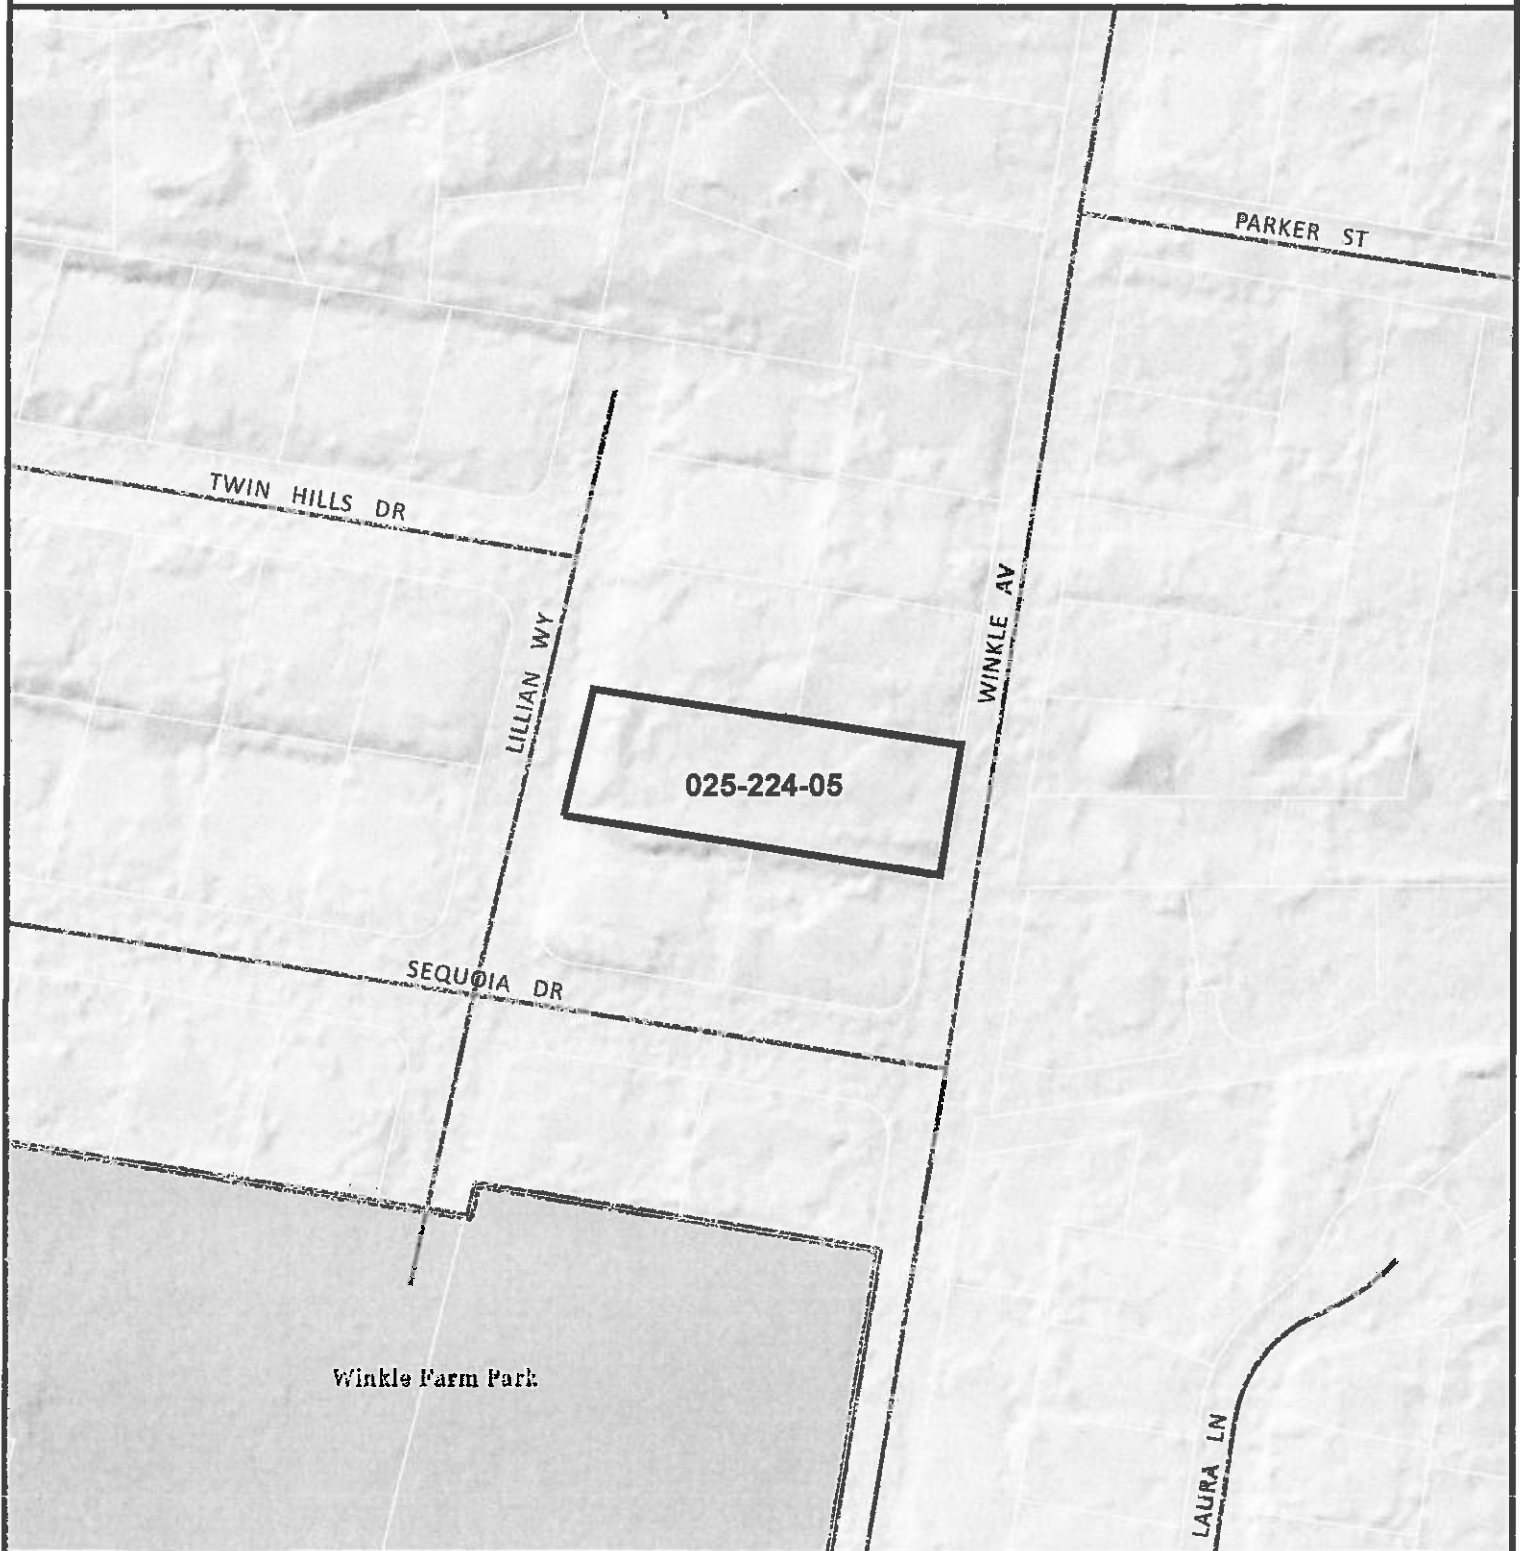 PARKER ST
TWIN HILLS DR
WINKLE AV
LILLIAN WY
025-224-05
SEQUOIA DR
Winkle Farm Park
LAURA LN